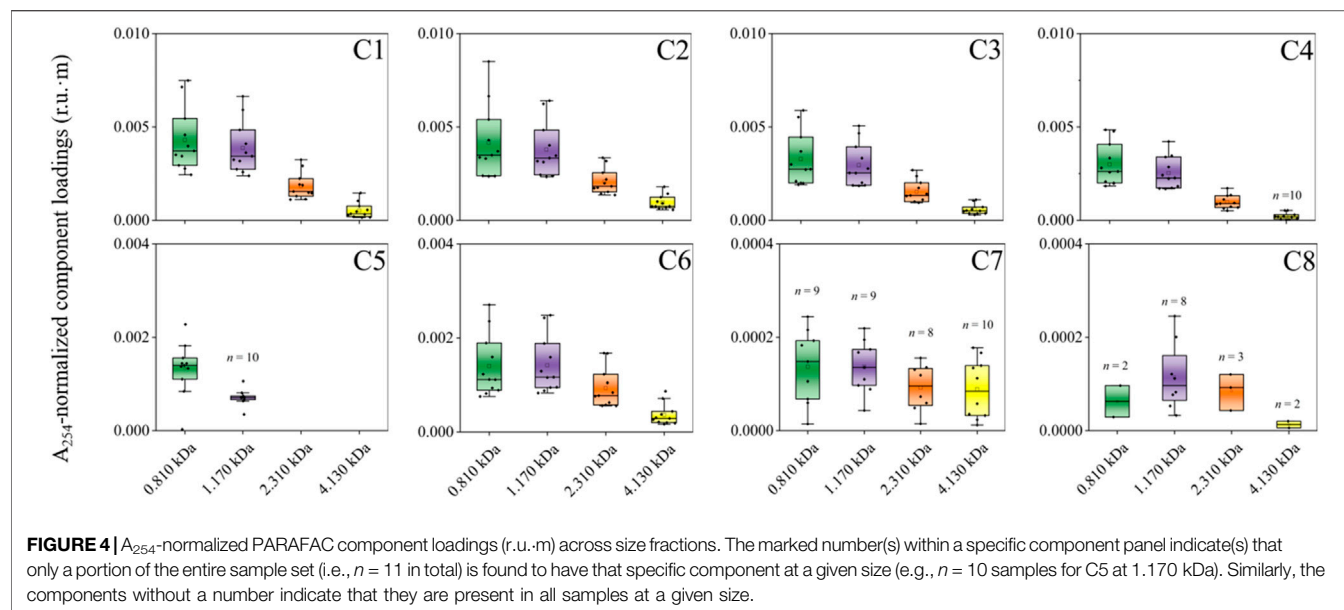 A254-normalized component loadings (r.u.·m)
0.010
0.005
0.000
C1
0.010
0.005
0.000
C2
0.010
0.005
0.000
C3
0.010
0.005
0.000
C4
n = 10
0.004
0.002
0.000
C5
n = 10
0.810 kDa
1.170 kDa
2.310 kDa
4.130 kDa
0.004
0.002
0.000
C6
0.810 kDa
1.170 kDa
2.310 kDa
4.130 kDa
0.0004
0.0002
0.0000
C7
n = 9
n = 9
n = 8
n = 10
0.810 kDa
1.170 kDa
2.310 kDa
4.130 kDa
0.0004
0.0002
0.0000
C8
n = 2
n = 8
n = 3
n = 2
0.810 kDa
1.170 kDa
2.310 kDa
4.130 kDa
FIGURE 4 | A254-normalized PARAFAC component loadings (r.u.·m) across size fractions. The marked number(s) within a specific component panel indicate(s) that
only a portion of the entire sample set (i.e., n = 11 in total) is found to have that specific component at a given size (e.g., n = 10 samples for C5 at 1.170 kDa). Similarly, the
components without a number indicate that they are present in all samples at a given size.